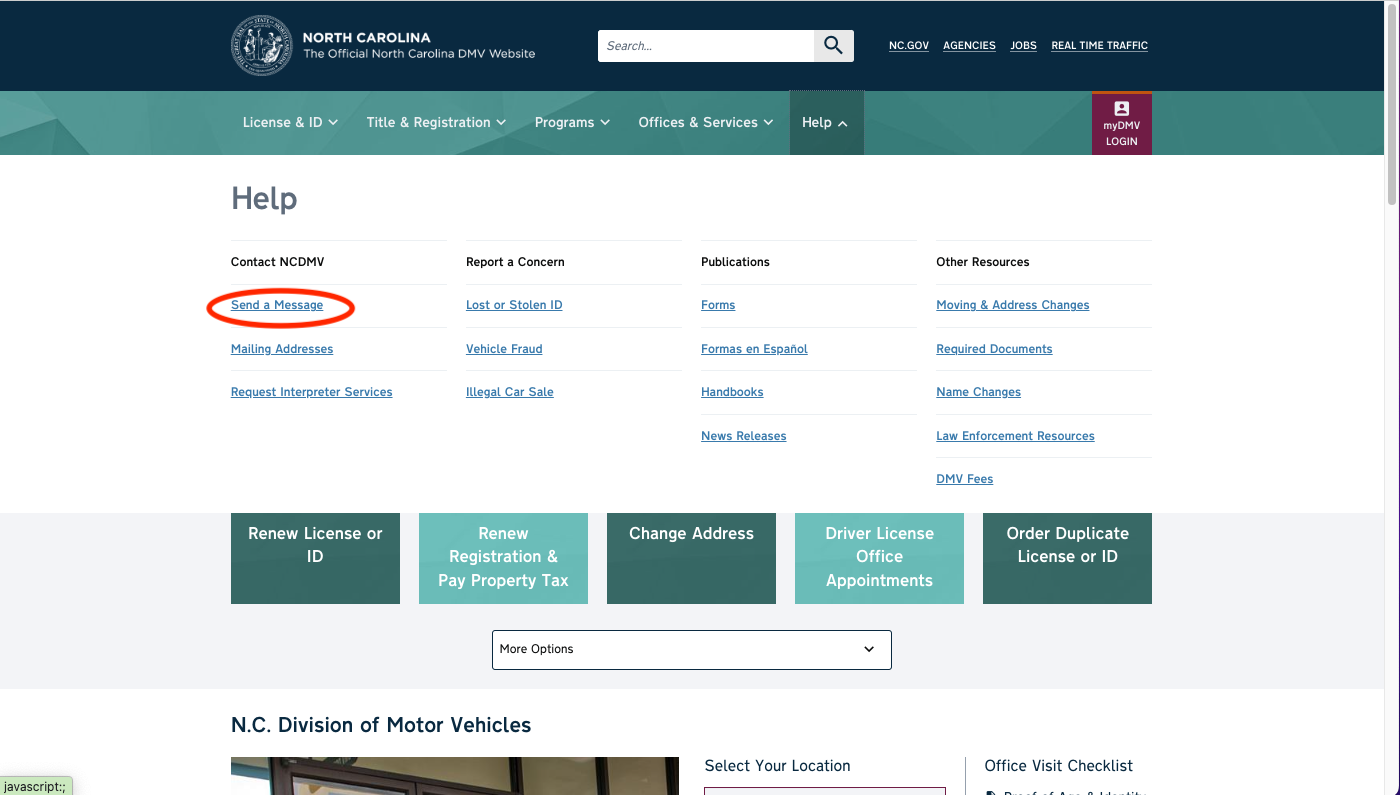 NORTH CAROLINA
The Official North Carolina DMV Website
Search...
NC.GOV AGENCIES JOBS REAL TIME TRAFFIC
License & ID Title & Registration Programs Offices & Services Help
myDMV
LOGIN
Help
Contact NCDMV
Send a Message
Mailing Addresses
Request Interpreter Services
Report a Concern
Lost or Stolen ID
Vehicle Fraud
Illegal Car Sale
Publications
Forms
Formas en Español
Handbooks
News Releases
Other Resources
Moving & Address Changes
Required Documents
Name Changes
Law Enforcement Resources
DMV Fees
Renew License or
ID
Renew
Registration &
Pay Property Tax
Change Address
Driver License
Office
Appointments
Order Duplicate
License or ID
More Options
N.C. Division of Motor Vehicles
Select Your Location
Office Visit Checklist
Proof of Age & Identity
javascript:;